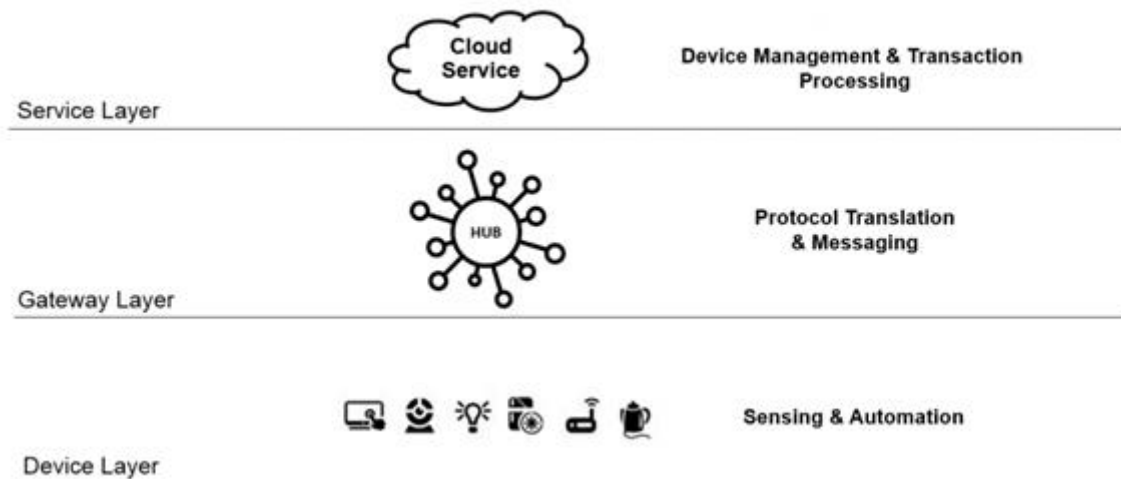 Cloud
Service
Device Management & Transaction
Processing
Service Layer
HUB
Protocol Translation
& Messaging
Gateway Layer
Sensing & Automation
Device Layer